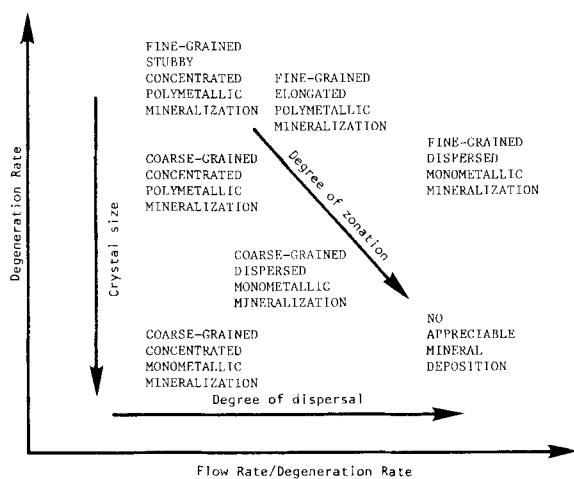 FINE-GRAINED
STUBBY
CONCENTRATED
POLYMETALLIC
MINERALIZATION
FINE-GRAINED
ELONGATED
POLYMETALLIC
MINERALIZATION
FINE-GRAINED
DISPERSED
MONOMETALLIC
MINERALIZATION
COARSE-GRAINED
CONCENTRATED
POLYMETALLIC
MINERALIZATION
Degree of zonation
Degeneration Rate
Crystal size
COARSE-GRAINED
DISPERSED
MONOMETALLIC
MINERALIZATION
NO
APPRECIABLE
MINERAL
DEPOSITION
COARSE-GRAINED
CONCENTRATED
MONOMETALLIC
MINERALIZATION
Degree of dispersal
Flow Rate/Degeneration Rate